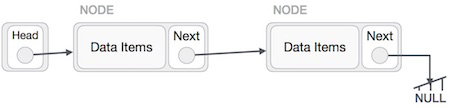 NODE
NODE
Head
Data Items
Next
Data Items
Next
NULL